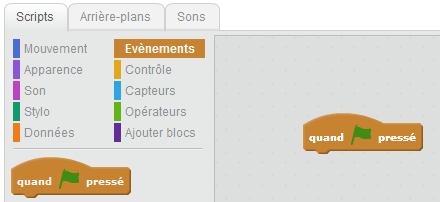 Scripts Arrière-plans Sons
Mouvement Evènements
Apparence Contrôle
Son Capteurs
Stylo Opérateurs
Données Ajouter blocs
quand pressé
quand pressé